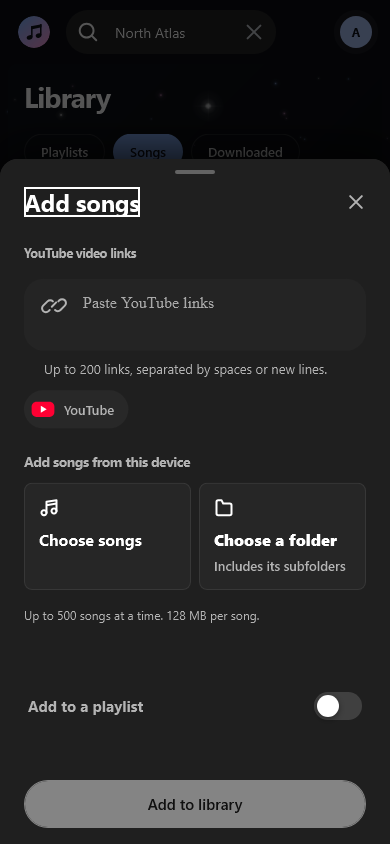 North Atlas
A
Library
Playlists
Songs
Downloaded
Add songs
YouTube video links
Paste YouTube links
Up to 200 links, separated by spaces or new lines.
YouTube
Add songs from this device
Choose songs
Choose a folder
Includes its subfolders
Up to 500 songs at a time. 128 MB per song.
Add to a playlist
Add to library